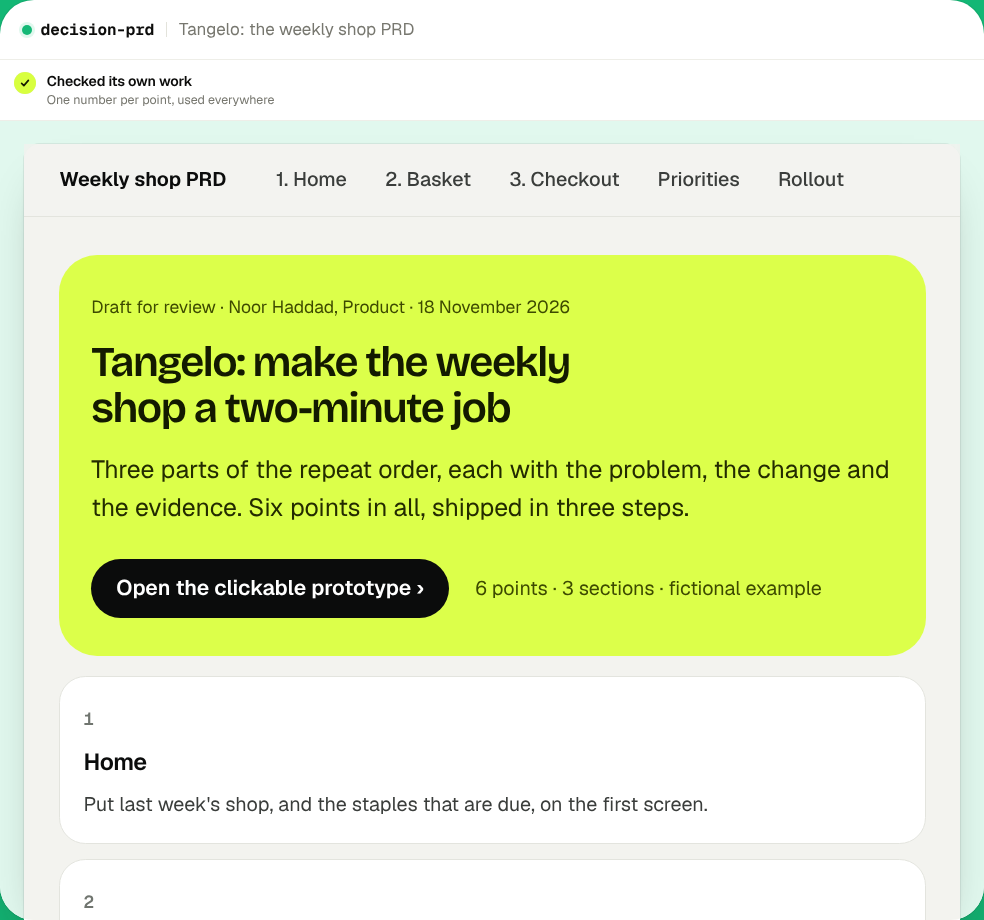 decision-prd
Tangelo: the weekly shop PRD
Checked its own work
One number per point, used everywhere
Weekly shop PRD
1. Home
2. Basket
3. Checkout
Priorities
Rollout
Draft for review · Noor Haddad, Product · 18 November 2026
Tangelo: make the weekly
shop a two-minute job
Three parts of the repeat order, each with the problem, the change and
the evidence. Six points in all, shipped in three steps.
Open the clickable prototype ›
6 points · 3 sections · fictional example
1
Home
Put last week's shop, and the staples that are due, on the first screen.
2